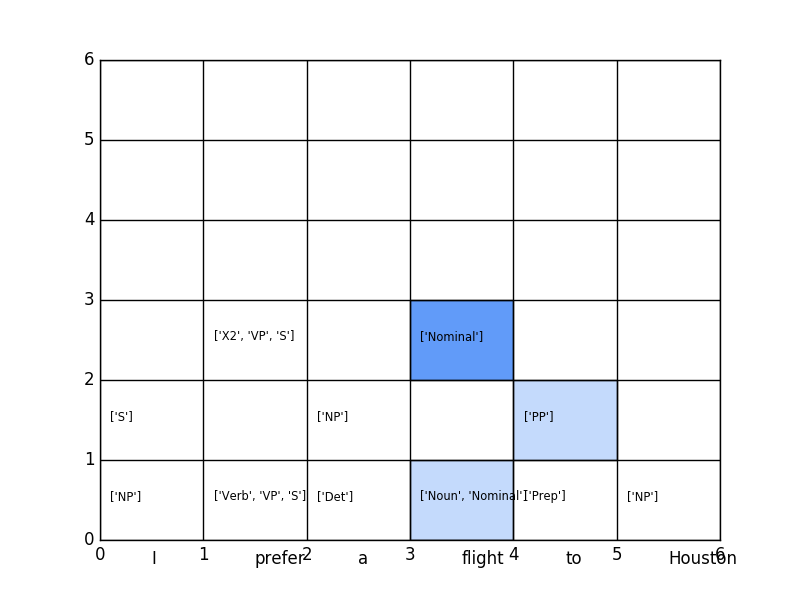 6
5
4
3
['X2', 'VP', 'S'] ['Nominal']
2
['S'] ['NP'] ['PP']
1
['NP'] ['Verb', 'VP', 'S'] ['Det'] ['Noun', 'Nominal'] ['Prep'] ['NP']
0
0 1 2 3 4 5 6
I prefer a flight to Houston